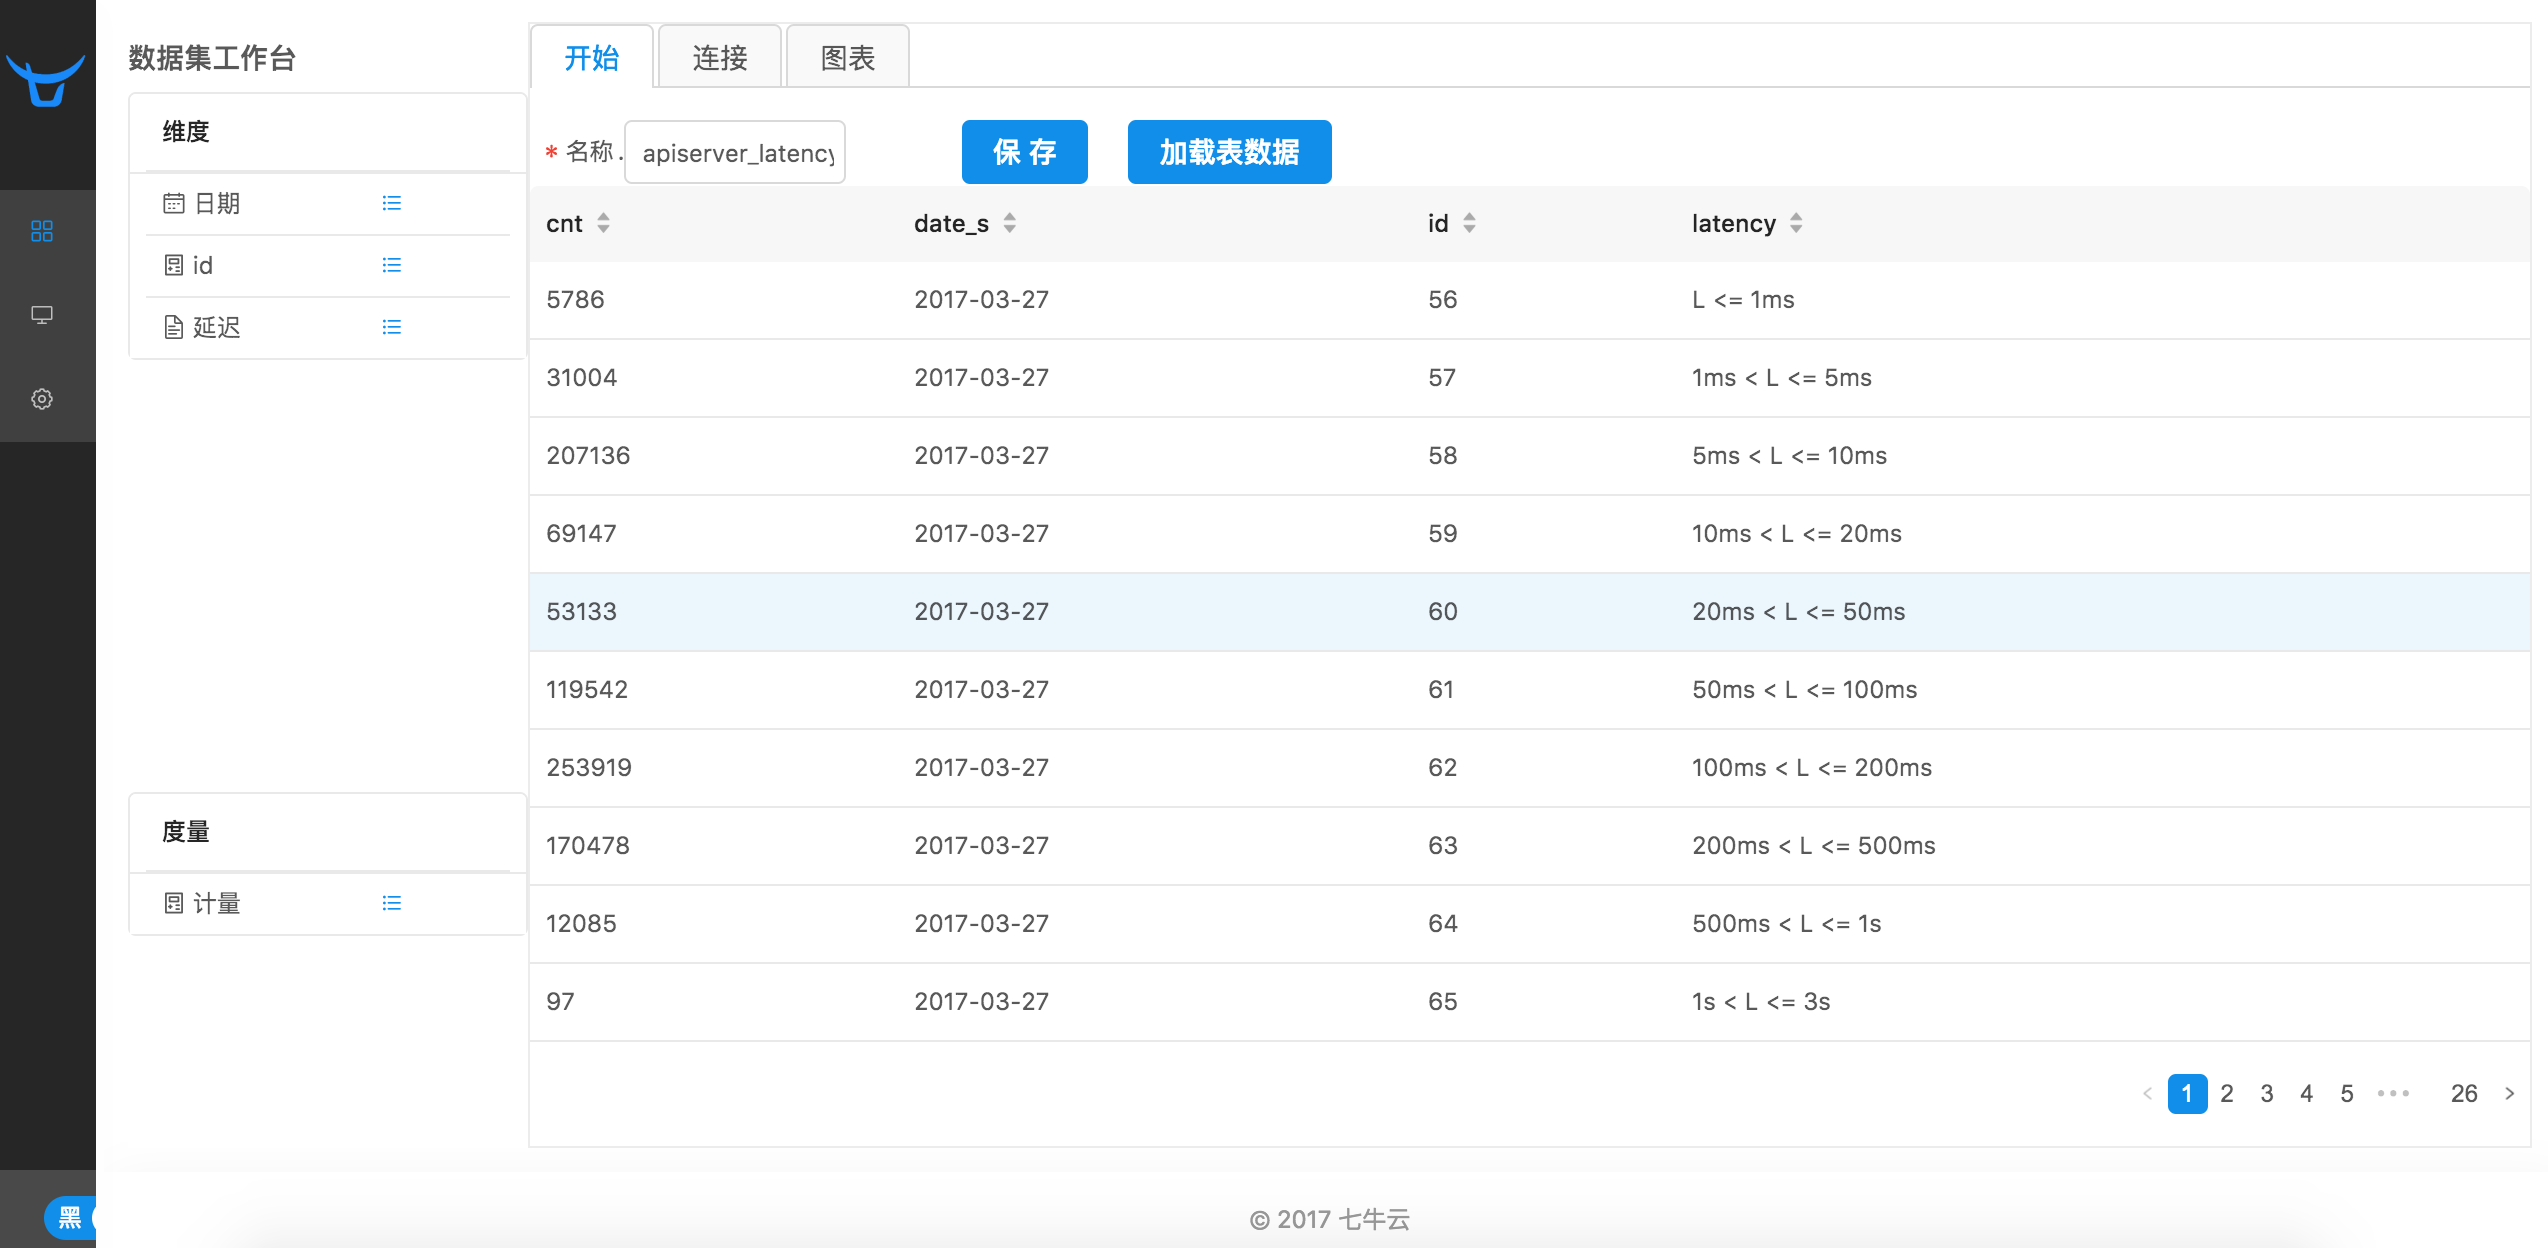 数据集工作台
维度
日期
id
延迟
度量
计量
黑
开始 连接 图表
* 名称 . apiserver_latency 保 存 加载表数据
cnt date_s id latency
5786 2017-03-27 56 L <= 1ms
31004 2017-03-27 57 1ms < L <= 5ms
207136 2017-03-27 58 5ms < L <= 10ms
69147 2017-03-27 59 10ms < L <= 20ms
53133 2017-03-27 60 20ms < L <= 50ms
119542 2017-03-27 61 50ms < L <= 100ms
253919 2017-03-27 62 100ms < L <= 200ms
170478 2017-03-27 63 200ms < L <= 500ms
12085 2017-03-27 64 500ms < L <= 1s
97 2017-03-27 65 1s < L <= 3s
< 1 2 3 4 5 ••• 26 >
© 2017 七牛云